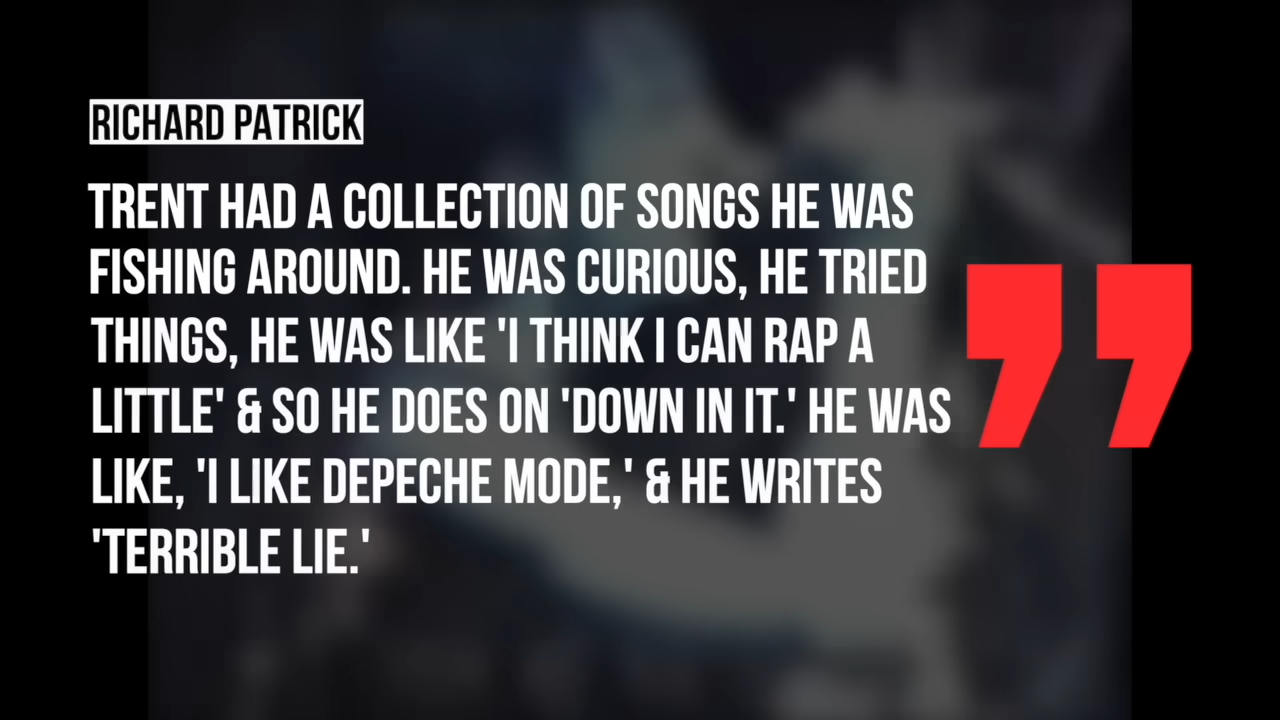 RICHARD PATRICK
TRENT HAD A COLLECTION OF SONGS HE WAS
FISHING AROUND. HE WAS CURIOUS, HE TRIED
THINGS, HE WAS LIKE 'I THINK I CAN RAP A
LITTLE' & SO HE DOES ON 'DOWN IN IT.' HE WAS
LIKE, 'I LIKE DEPECHE MODE,' & HE WRITES
'TERRIBLE LIE.'
”